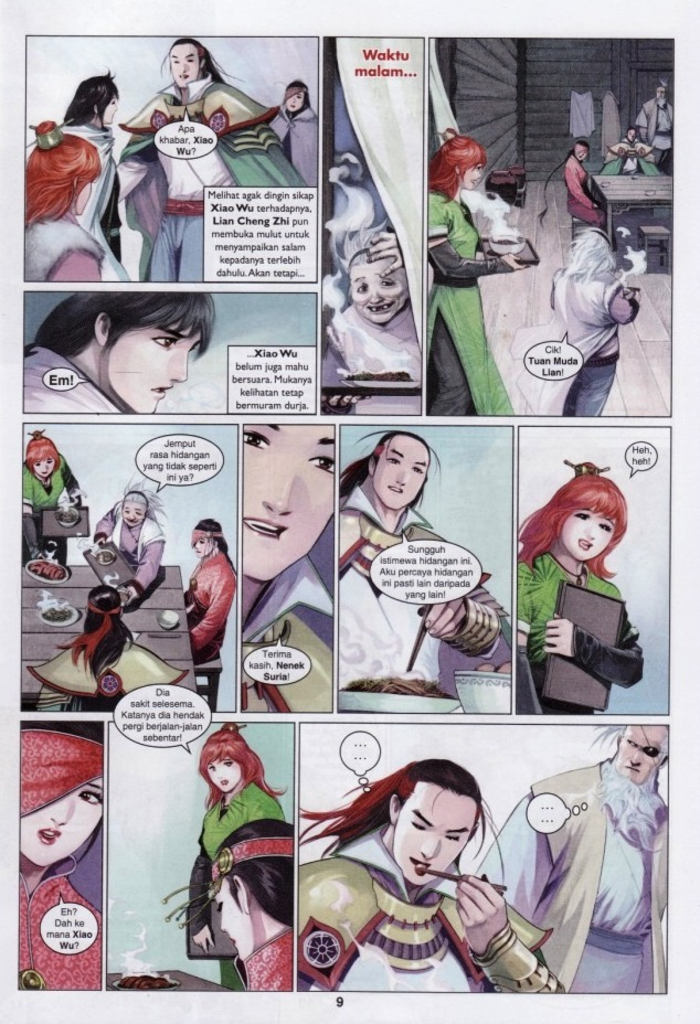 Apa
khabar, Xiao
Wu?
Melihat agak dingin sikap
Xiao Wu terhadapnya,
Lian Cheng Zhi pun
membuka mulut untuk
menyampaikan salam
kepadanya terlebih
dahulu. Akan tetapi...
Waktu
malam...
Cik!
Tuan Muda
Lian!
Em!
...Xiao Wu
belum juga mahu
bersuara. Mukanya
kelihatan tetap
bermuram durja.
Jemput
rasa hidangan
yang tidak seperti
ini ya?
Terima
kasih, Nenek
Suria!
Sungguh
istimewa hidangan ini.
Aku percaya hidangan
ini pasti lain daripada
yang lain!
Heh,
heh!
Dia
sakit selesema.
Katanya dia hendak
pergi berjalan-jalan
sebentar!
Eh?
Dah ke
mana Xiao
Wu?
...
...
...
...
9